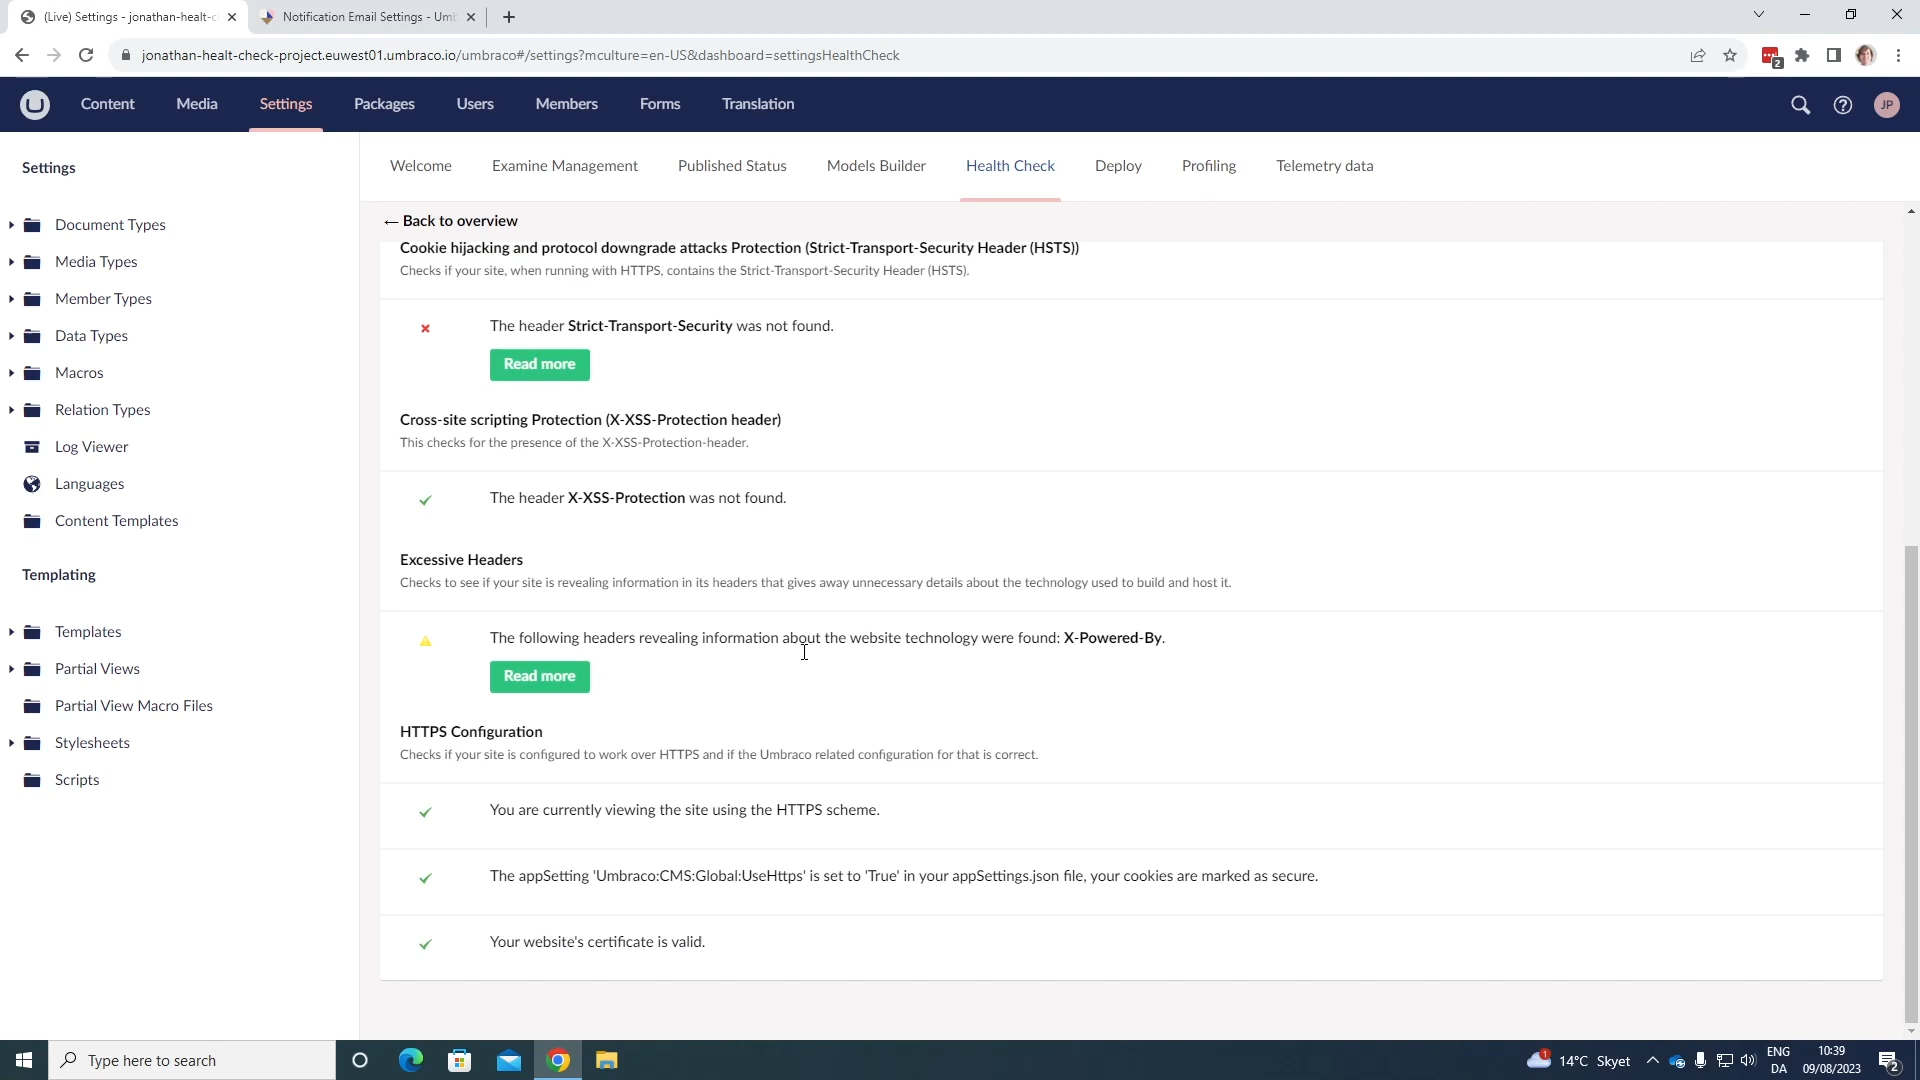 (Live) Settings - jonathan-healt-c
Notification Email Settings - Um
jonathan-healt-check-project.euwest01.umbraco.io/umbraco#/settings?mculture=en-US&dashboard=settingsHealthCheck
2
Content
Media
Settings
Packages
Users
Members
Forms
Translation
JP
Settings
Document Types
Media Types
Member Types
Data Types
Macros
Relation Types
Log Viewer
Languages
Content Templates
Templating
Templates
Partial Views
Partial View Macro Files
Stylesheets
Scripts
Welcome
Examine Management
Published Status
Models Builder
Health Check
Deploy
Profiling
Telemetry data
← Back to overview
Cookie hijacking and protocol downgrade attacks Protection (Strict-Transport-Security Header (HSTS))
Checks if your site, when running with HTTPS, contains the Strict-Transport-Security Header (HSTS).
The header Strict-Transport-Security was not found.
Read more
Cross-site scripting Protection (X-XSS-Protection header)
This checks for the presence of the X-XSS-Protection-header.
The header X-XSS-Protection was not found.
Excessive Headers
Checks to see if your site is revealing information in its headers that gives away unnecessary details about the technology used to build and host it.
The following headers revealing information about the website technology were found: X-Powered-By.
Read more
HTTPS Configuration
Checks if your site is configured to work over HTTPS and if the Umbraco related configuration for that is correct.
You are currently viewing the site using the HTTPS scheme.
The appSetting 'Umbraco:CMS:Global:UseHttps' is set to 'True' in your appSettings.json file, your cookies are marked as secure.
Your website's certificate is valid.
Type here to search
1
14°C Skyet
ENG
DA
10:39
09/08/2023
2